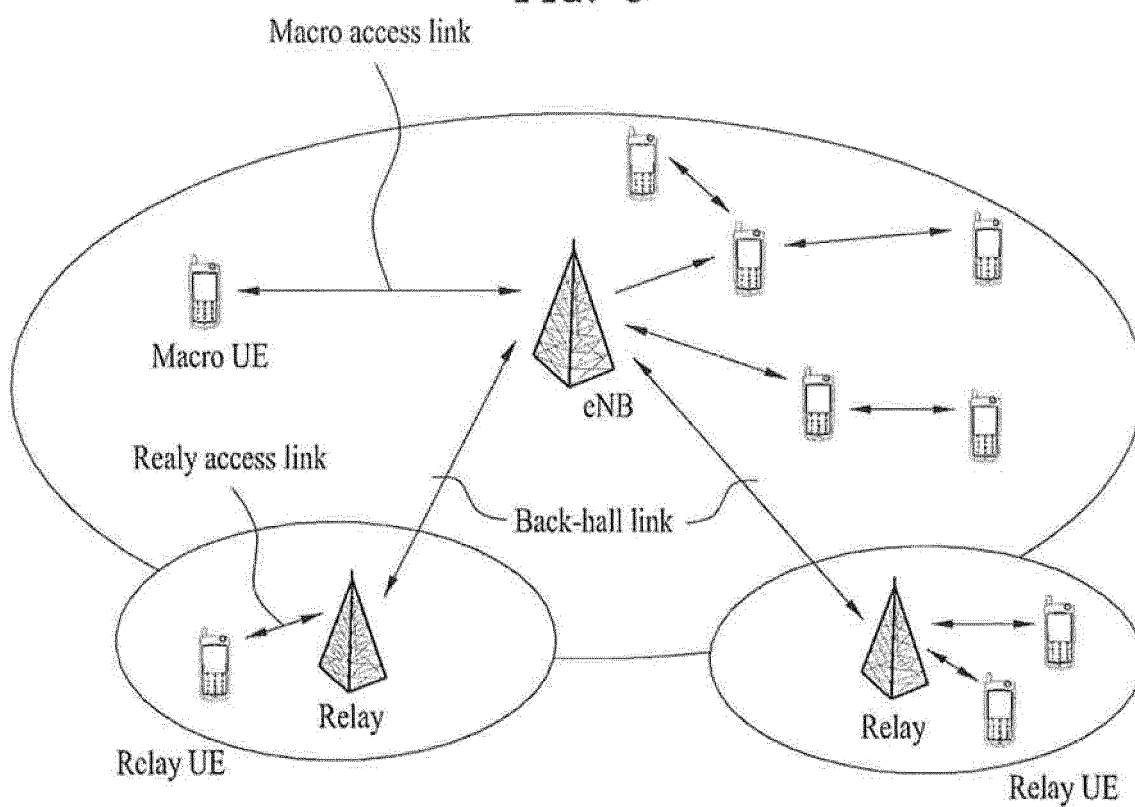 Macro access link
Macro UE
eNB
Realy access link
Back-hall link
Relay
Relay
Relay UE
Relay UE